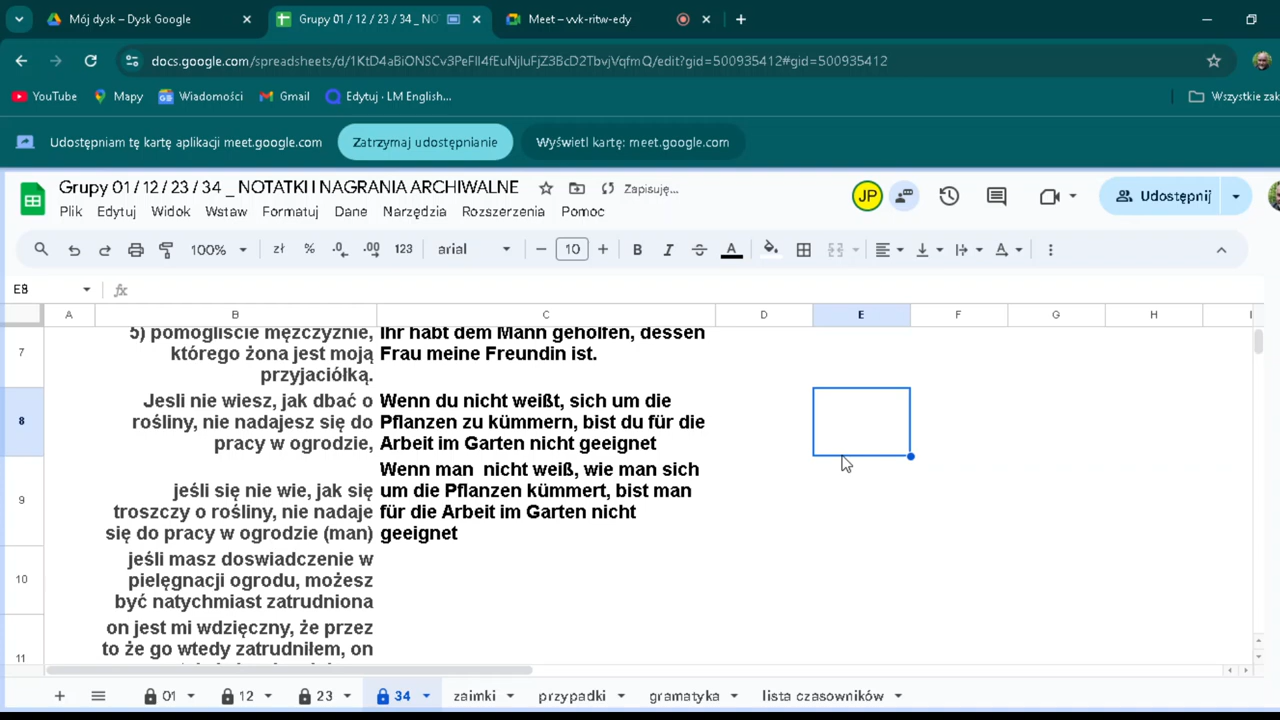 Mój dysk – Dysk Google
Grupy 01 / 12 / 23 / 34 _ NO
Meet – vvk-ritw-edy
docs.google.com/spreadsheets/d/1KtD4aBiONSCv3PeFlI4fEuNjluFjZ3BcD2TbvjVqfmQ/edit?gid=500935412#gid=500935412
YouTube
Mapy
Wiadomości
Gmail
Edytuj · LM English...
Wszystkie zak
Udostępniam tę kartę aplikacji meet.google.com
Zatrzymaj udostępnianie
Wyświetl kartę: meet.google.com
Grupy 01 / 12 / 23 / 34 _ NOTATKI I NAGRANIA ARCHIWALNE
Zapisuję...
JP
Udostępnij
Plik Edytuj Widok Wstaw Formatuj Dane Narzędzia Rozszerzenia Pomoc
100% zł % .0 .00 123 arial 10 B I A
E8
fx
A B C D E F G H I
7
5) pomogliście mężczyźnie,
którego żona jest moją
przyjaciółką.
Ihr habt dem Mann geholfen, dessen
Frau meine Freundin ist.
8
Jesli nie wiesz, jak dbać o
rośliny, nie nadajesz się do
pracy w ogrodzie,
Wenn du nicht weißt, sich um die
Pflanzen zu kümmern, bist du für die
Arbeit im Garten nicht geeignet
9
jeśli się nie wie, jak się
troszczy o rośliny, nie nadaje
się do pracy w ogrodzie (man)
Wenn man  nicht weiß, wie man sich
um die Pflanzen kümmert, bist man
für die Arbeit im Garten nicht
geeignet
10
jeśli masz doswiadczenie w
pielęgnacji ogrodu, możesz
być natychmiast zatrudniona
11
on jest mi wdzięczny, że przez
to że go wtedy zatrudniłem, on
01 12 23 34 zaimki przypadki gramatyka lista czasowników